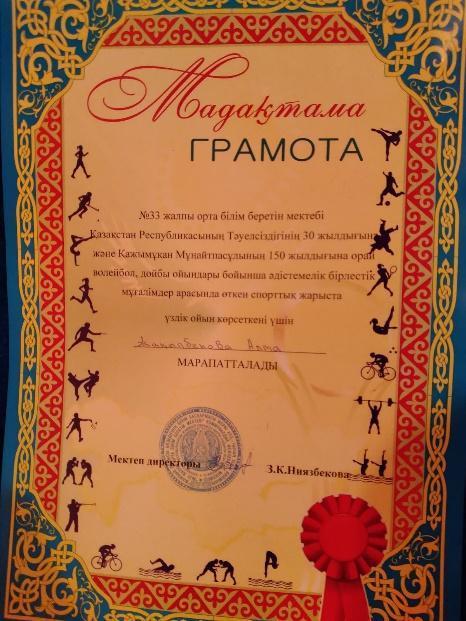 Мадақтама
ГРАМОТА
№33 жалпы орта білім беретін мектебі
Қазақстан Республикасының Тәуелсіздігінің 30 жылдығына
және Қажымұқан Мұңайтпасұлының 150 жылдығына орай
волейбол, дойбы ойындары бойынша әдістемелік бірлестік
мұғалімдер арасында өткен спорттық жарыста
үздік ойын көрсеткені үшін
Жакапбекова Алма
МАРАПАТТАЛАДЫ
Мектеп директоры З.К.Ниязбекова